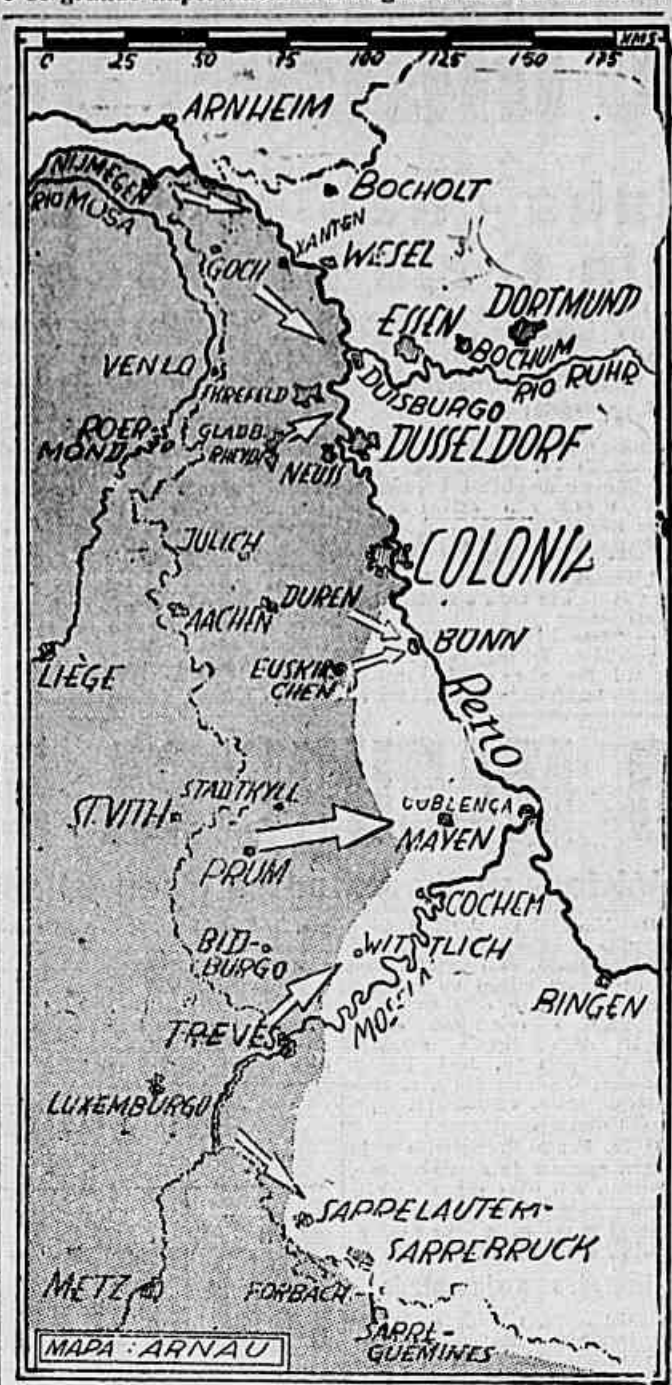 KMS
0 25 50 75 100 125 150 175
ARNHEIM
NIJMEGEN
RIO MOSA
BOCHOLT
XANTEN
WESEL
GOCH
DORTMUND
ESSEN
BOCHUM
VENLO
DUISBURGO
RIO RUHR
KREFELD
ROER-
MOND
GLADB.
RHEYDT
NEUSS
DUSSELDORF
JULICH
COLONIA
DUREN
AACHEN
BONN
LIÈGE
EUSKIR-
CHEN
Reno
STADTKYLL
ST.VITH
COBLENÇA
MAYEN
PRUM
COCHEM
BID-
BURGO
WITTLICH
MOSELA
BINGEN
TREVES
LUXEMBURGO
SARRELAUTERN
SARREBRUCK
METZ
FORBACH
SARRE-
GUEMINES
MAPA : ARNAU